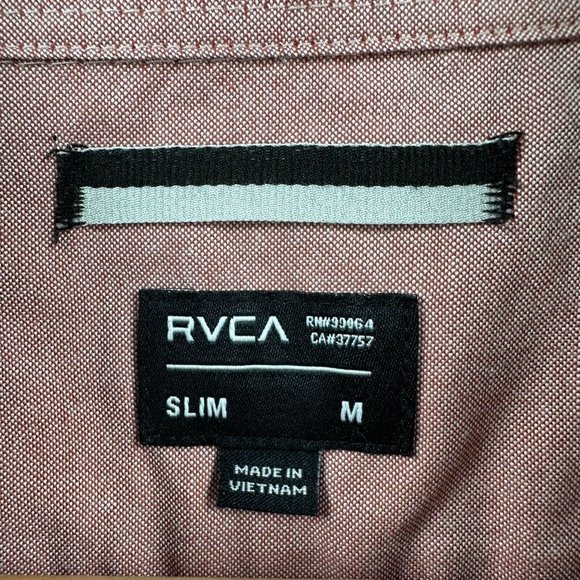 RVCA
RN#99064
CA#37757
SLIM M
MADE IN
VIETNAM